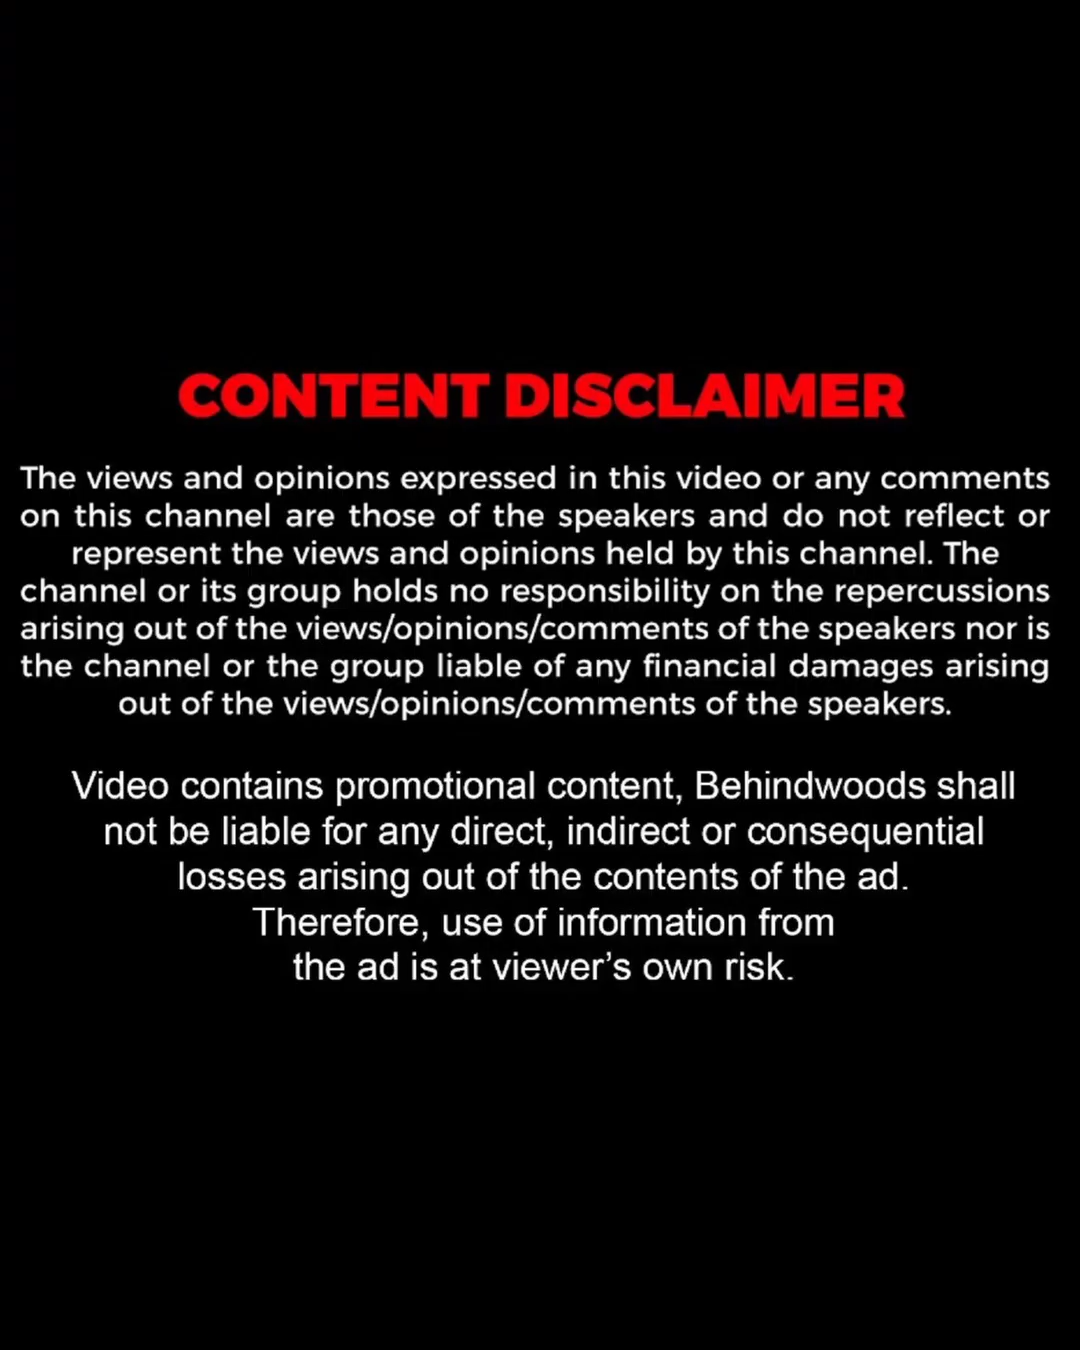 CONTENT DISCLAIMER
The views and opinions expressed in this video or any comments
on this channel are those of the speakers and do not reflect or
represent the views and opinions held by this channel. The
channel or its group holds no responsibility on the repercussions
arising out of the views/opinions/comments of the speakers nor is
the channel or the group liable of any financial damages arising
out of the views/opinions/comments of the speakers.
Video contains promotional content, Behindwoods shall
not be liable for any direct, indirect or consequential
losses arising out of the contents of the ad.
Therefore, use of information from
the ad is at viewer’s own risk.